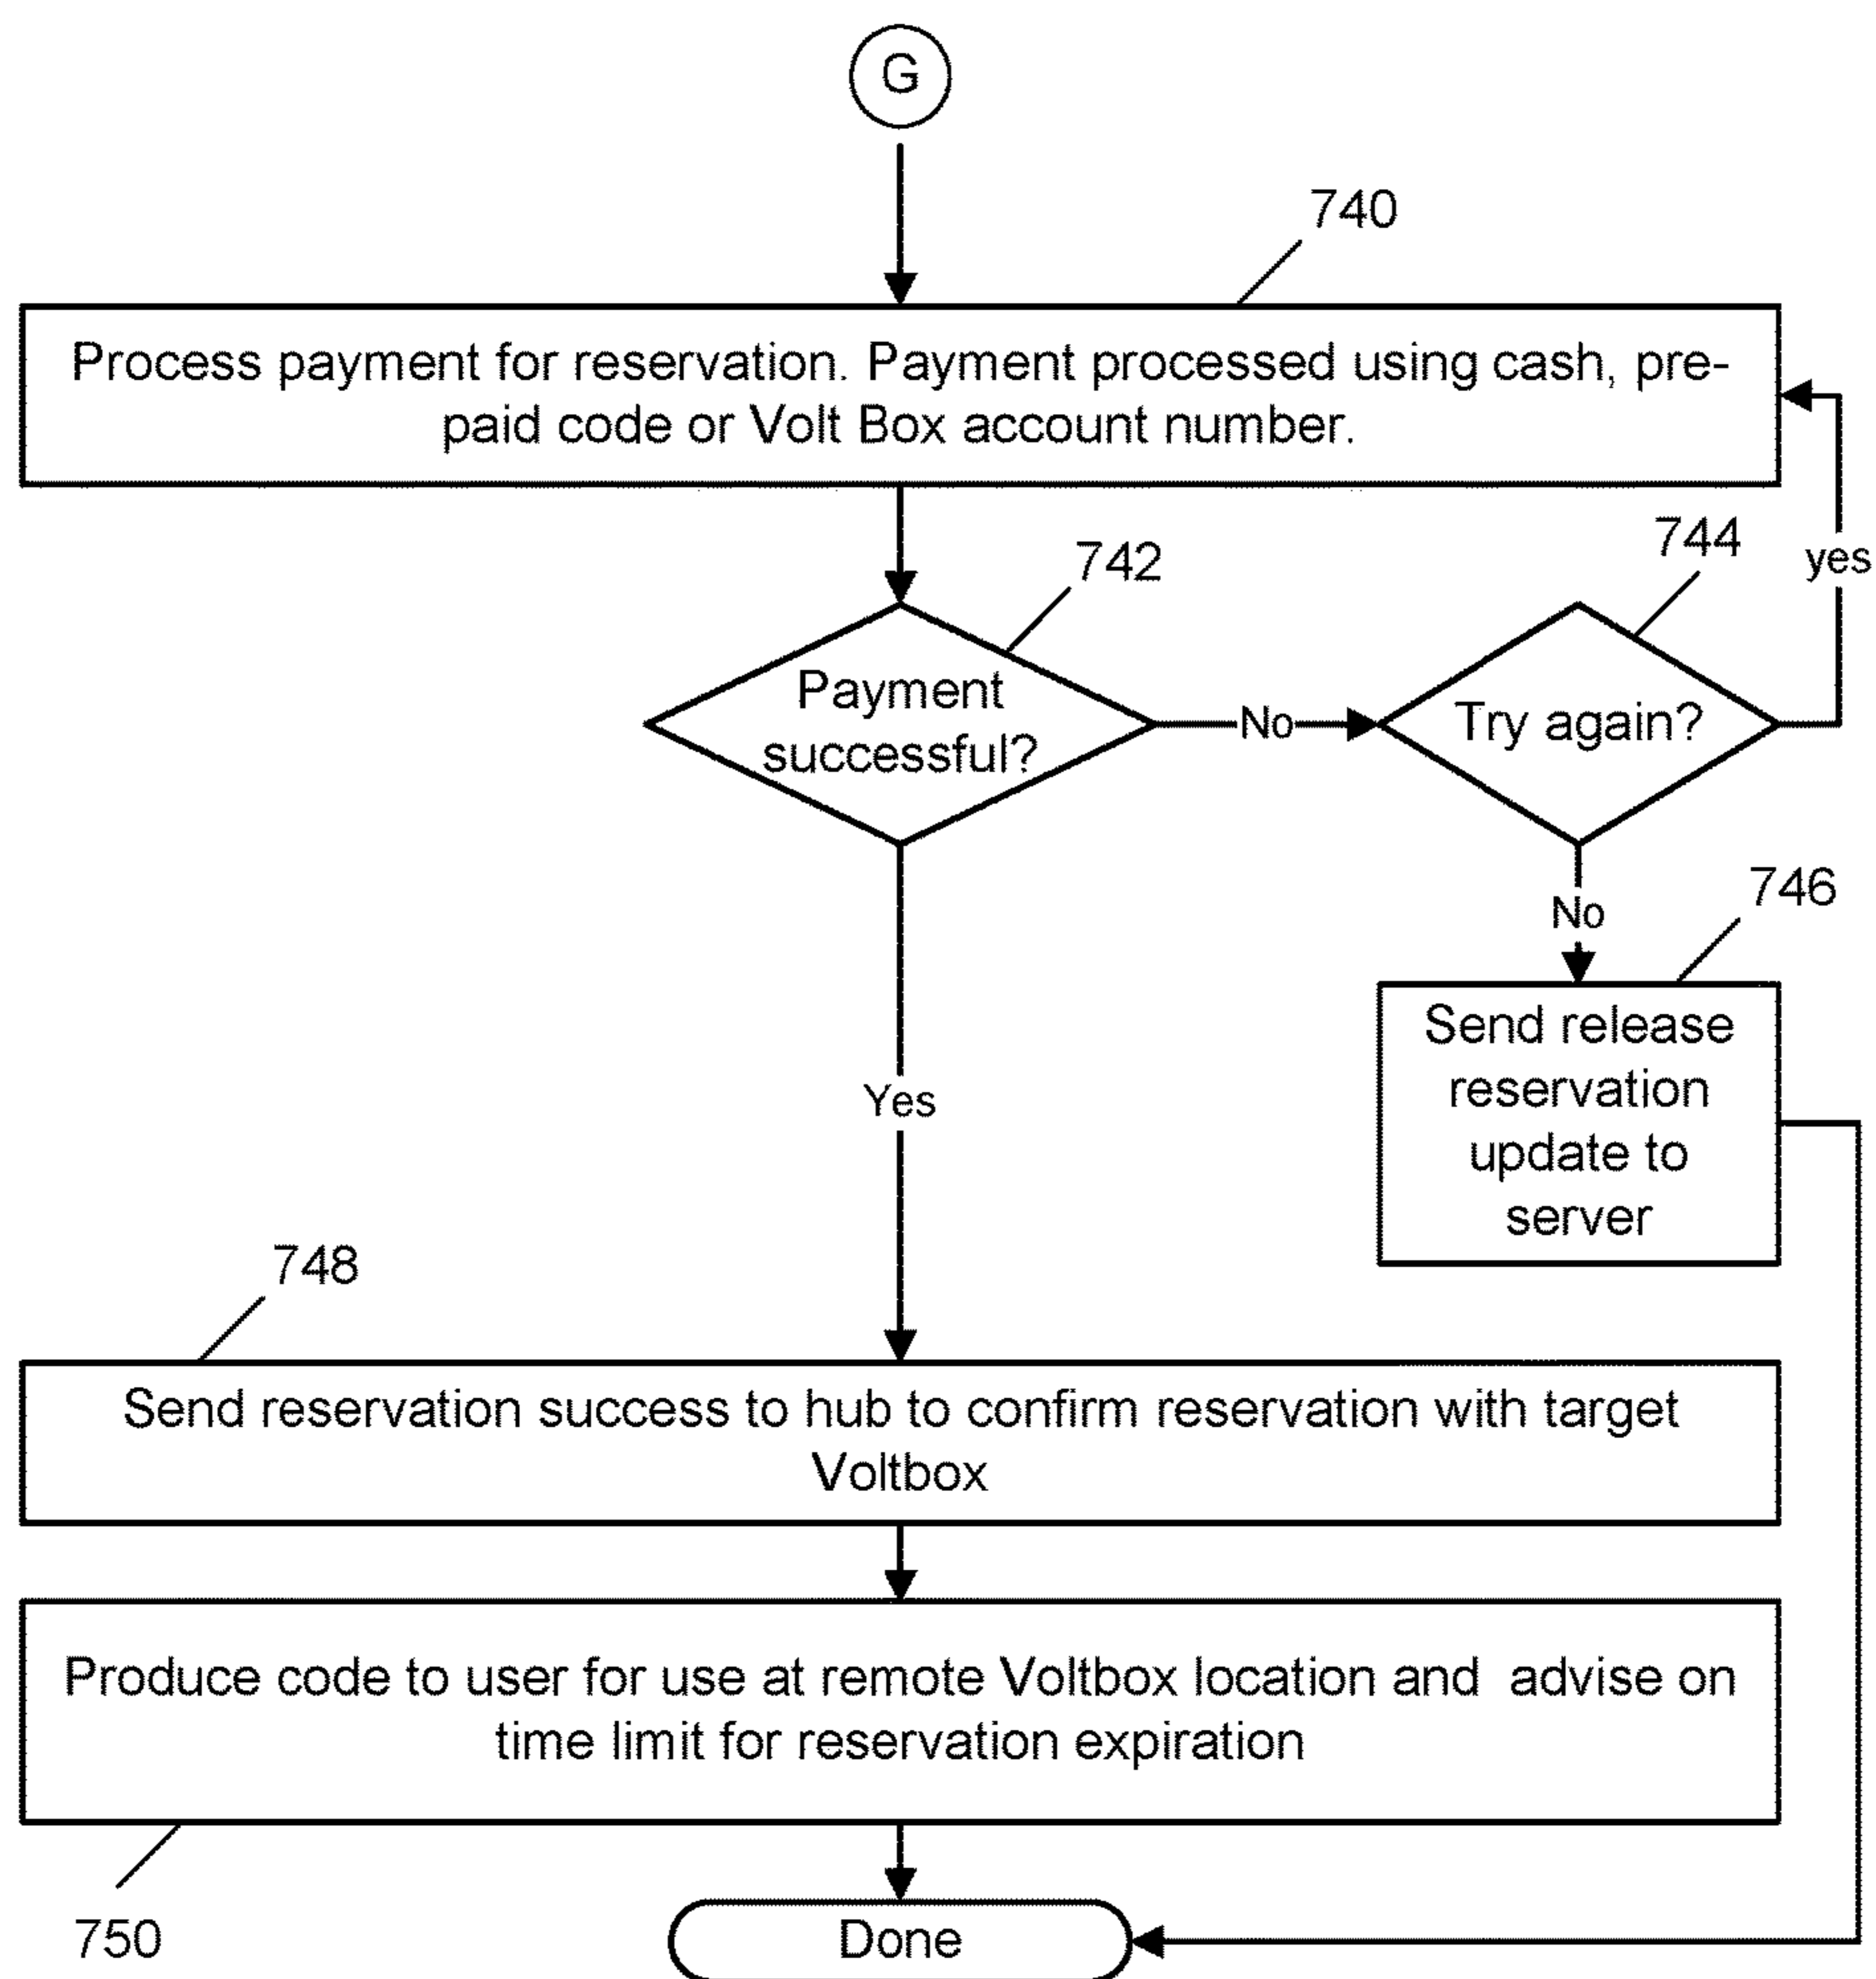 G
740
Process payment for reservation. Payment processed using cash, pre-
paid code or Volt Box account number.
742
744
yes
Payment
successful?
No
Try again?
No
746
Send release
reservation
update to
server
Yes
748
Send reservation success to hub to confirm reservation with target
Voltbox
Produce code to user for use at remote Voltbox location and  advise on
time limit for reservation expiration
750
Done